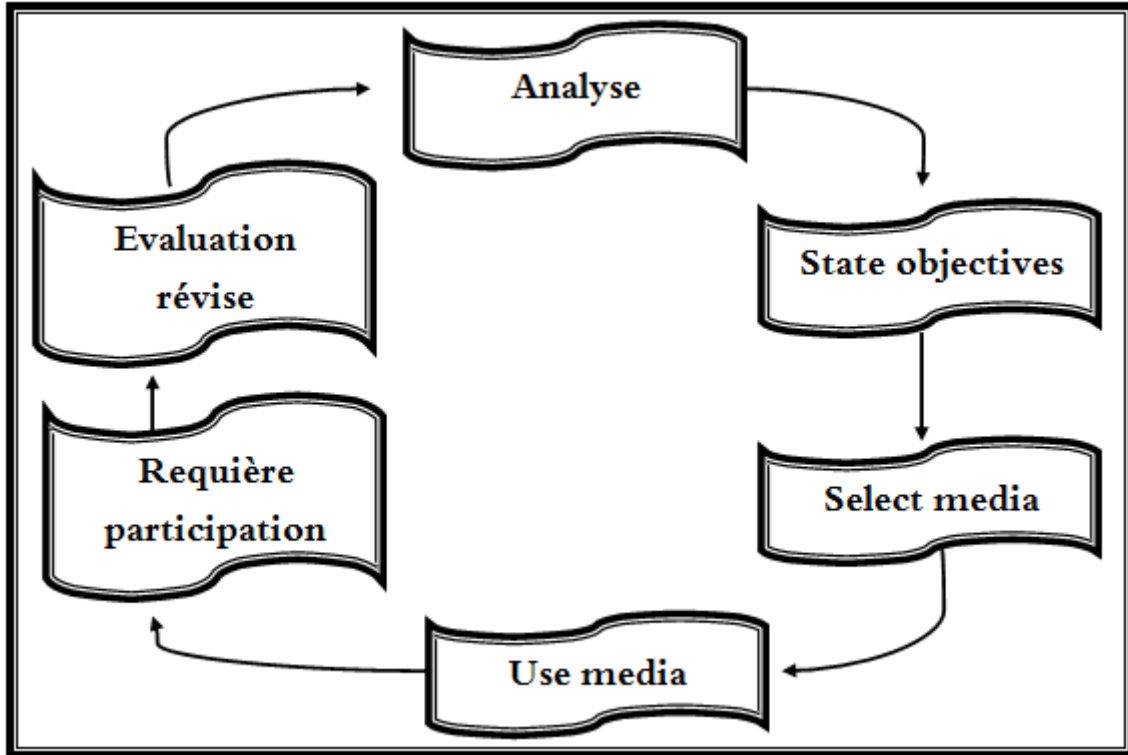 Analyse
State objectives
Select media
Use media
Requière
participation
Evaluation
révise